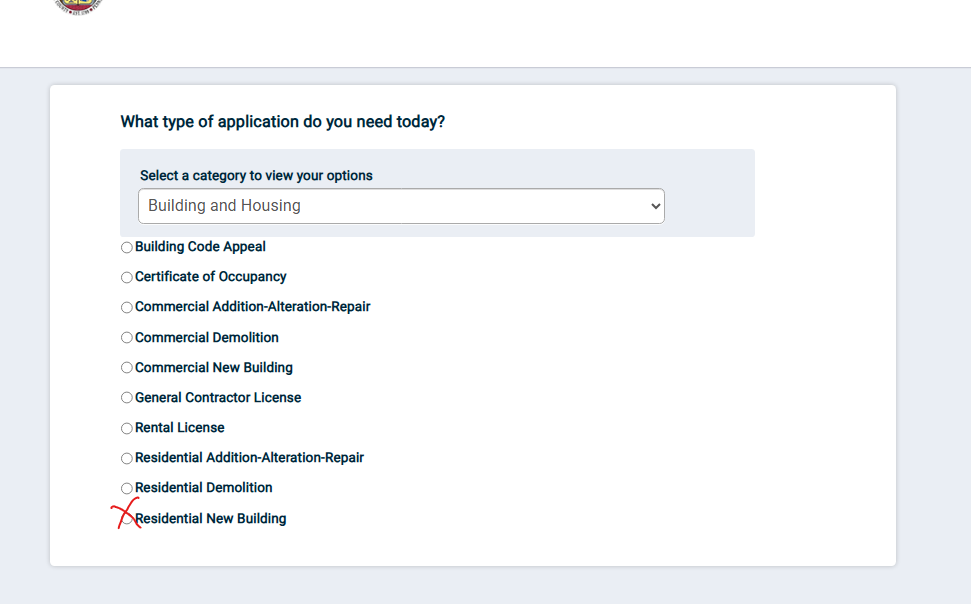 What type of application do you need today?
Select a category to view your options
Building and Housing
Building Code Appeal
Certificate of Occupancy
Commercial Addition-Alteration-Repair
Commercial Demolition
Commercial New Building
General Contractor License
Rental License
Residential Addition-Alteration-Repair
Residential Demolition
Residential New Building